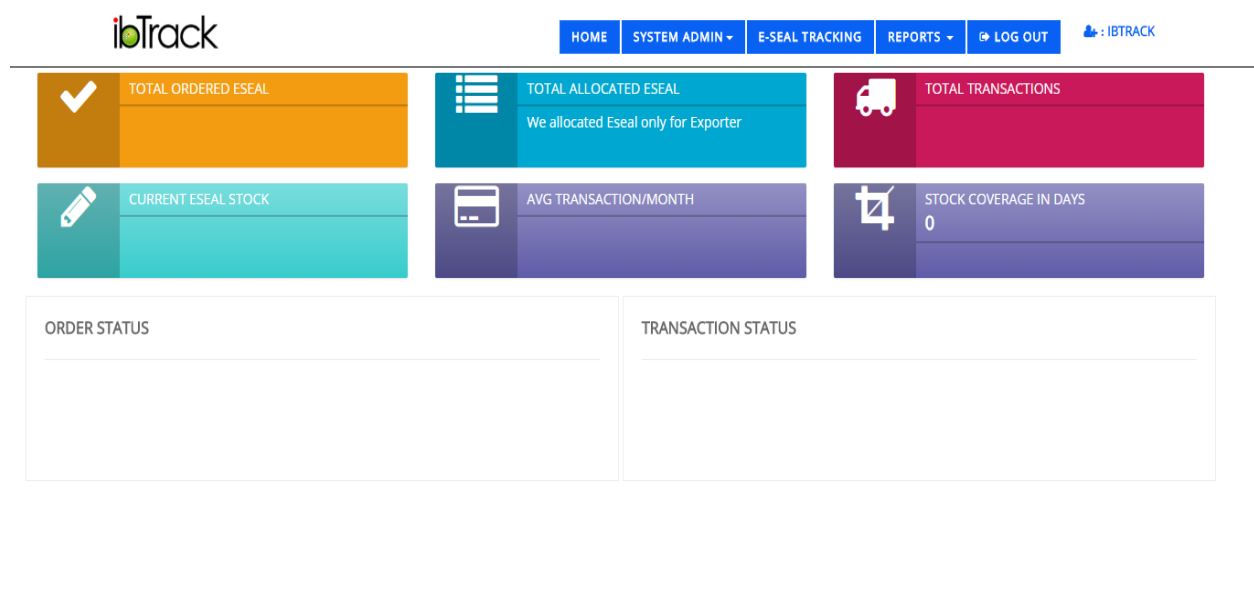 ibTrack
HOME SYSTEM ADMIN E-SEAL TRACKING REPORTS LOG OUT : IBTRACK
TOTAL ORDERED ESEAL
TOTAL ALLOCATED ESEAL
We allocated Eseal only for Exporter
TOTAL TRANSACTIONS
CURRENT ESEAL STOCK
AVG TRANSACTION/MONTH
STOCK COVERAGE IN DAYS
0
ORDER STATUS
TRANSACTION STATUS